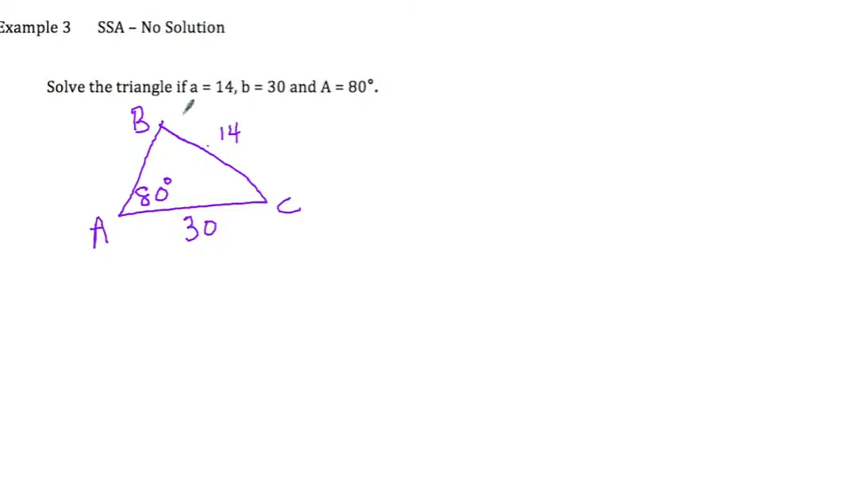 Example 3 SSA – No Solution
Solve the triangle if a = 14, b = 30 and A = 80°.
B
14
80°
C
A
30